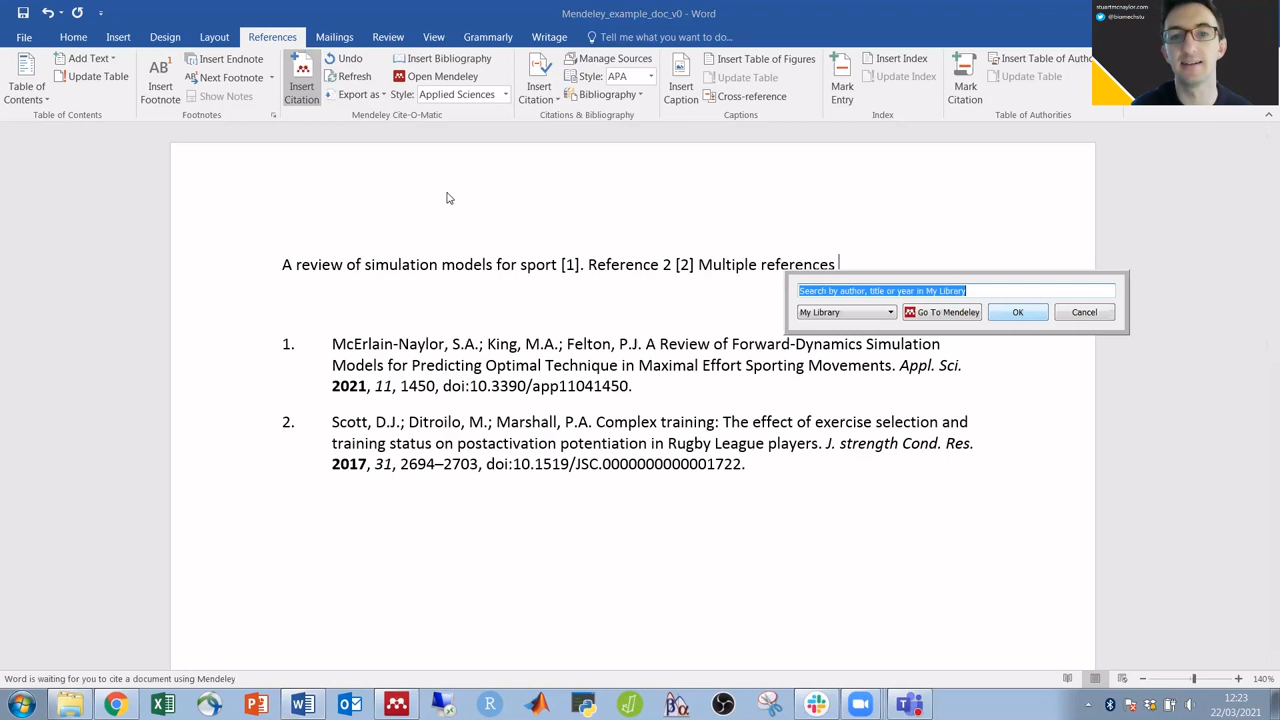 Mendeley_example_doc_v0 - Word
stuartmcnaylor.com
@biomechstu
File Home Insert Design Layout References Mailings Review View Grammarly Writage Tell me what you want to do...
Table of Contents
Add Text
Update Table
Table of Contents
AB1
Insert Footnote
Insert Endnote
Next Footnote
Show Notes
Footnotes
Insert Citation
Undo
Refresh
Export as
Insert Bibliography
Open Mendeley
Style: Applied Sciences
Mendeley Cite-O-Matic
Insert Citation
Manage Sources
Style: APA
Bibliography
Citations & Bibliography
Insert Caption
Insert Table of Figures
Update Table
Cross-reference
Captions
Mark Entry
Insert Index
Update Index
Index
Mark Citation
Insert Table of Autho
Update Table
Table of Authorities
A review of simulation models for sport [1]. Reference 2 [2] Multiple references
Search by author, title or year in My Library
My Library Go To Mendeley OK Cancel
1. McErlain-Naylor, S.A.; King, M.A.; Felton, P.J. A Review of Forward-Dynamics Simulation
Models for Predicting Optimal Technique in Maximal Effort Sporting Movements. Appl. Sci.
2021, 11, 1450, doi:10.3390/app11041450.
2. Scott, D.J.; Ditroilo, M.; Marshall, P.A. Complex training: The effect of exercise selection and
training status on postactivation potentiation in Rugby League players. J. strength Cond. Res.
2017, 31, 2694–2703, doi:10.1519/JSC.0000000000001722.
Word is waiting for you to cite a document using Mendeley
140%
12:23
22/03/2021